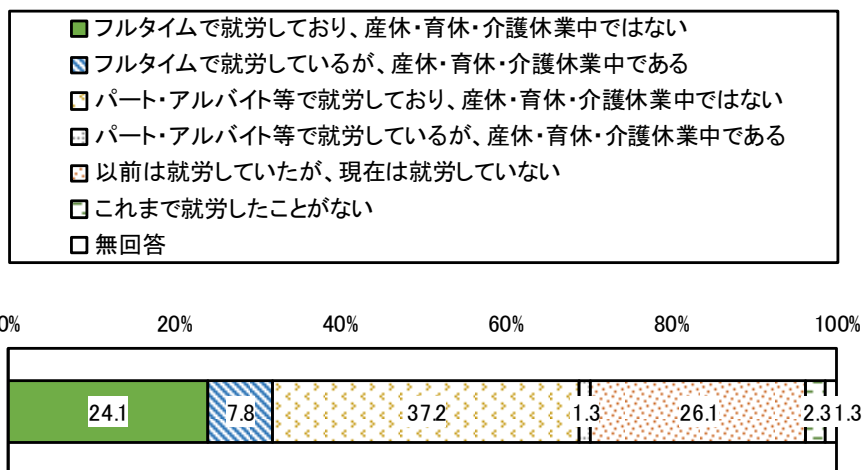 フルタイムで就労しており、産休・育休・介護休業中ではない
フルタイムで就労しているが、産休・育休・介護休業中である
パート・アルバイト等で就労しており、産休・育休・介護休業中ではない
パート・アルバイト等で就労しているが、産休・育休・介護休業中である
以前は就労していたが、現在は就労していない
これまで就労したことがない
無回答
0% 20% 40% 60% 80% 100%
24.1 7.8 37.2 1.3 26.1 2.3 1.3